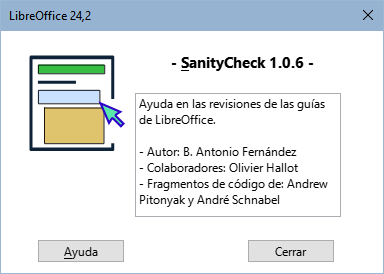 LibreOffice 24,2
- SanityCheck 1.0.6 -
Ayuda en las revisiones de las guías
de LibreOffice.
- Autor: B. Antonio Fernández
- Colaboradores: Olivier Hallot
- Fragmentos de código de: Andrew
Pitonyak y André Schnabel
Ayuda
Cerrar